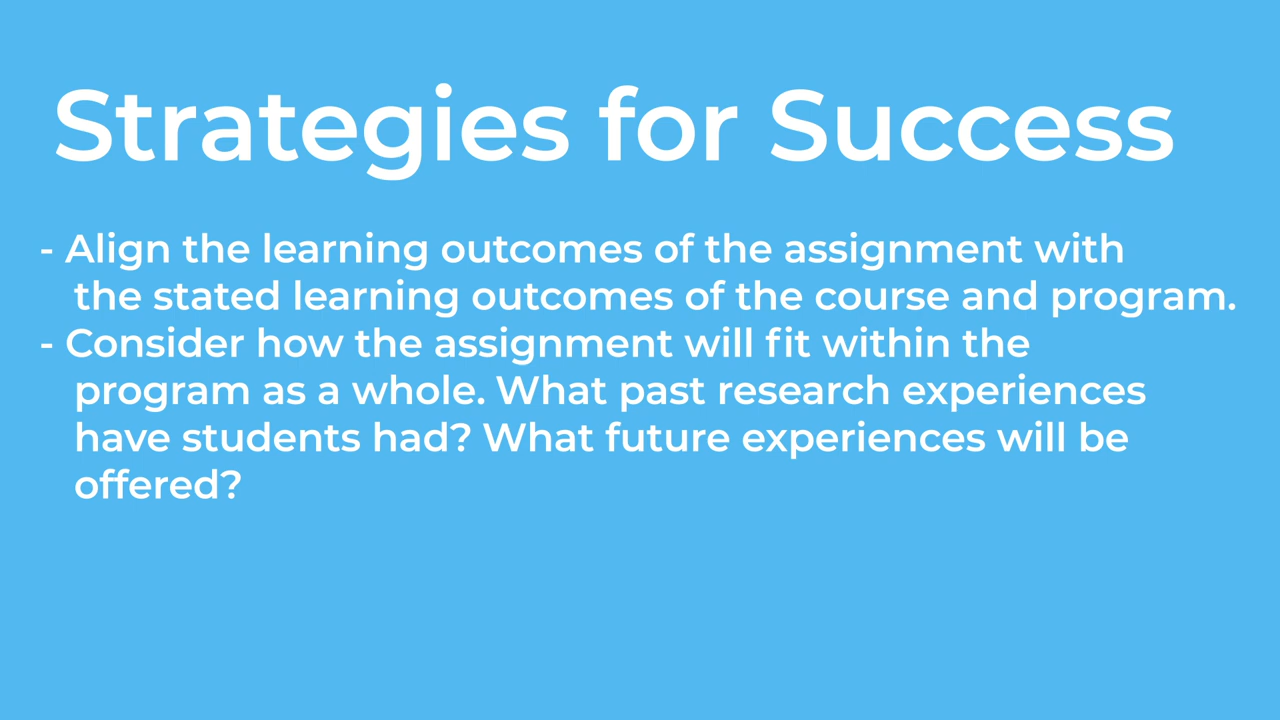 Strategies for Success
- Align the learning outcomes of the assignment with
the stated learning outcomes of the course and program.
- Consider how the assignment will fit within the
program as a whole. What past research experiences
have students had? What future experiences will be
offered?